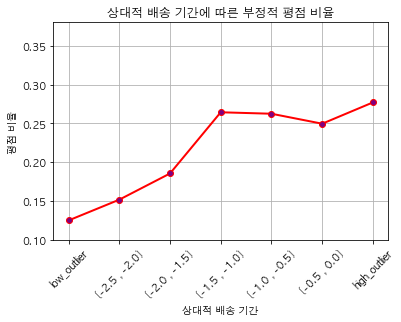 상대적 배송 기간에 따른 부정적 평점 비율
평점 비율
0.35
0.30
0.25
0.20
0.15
0.10
low_outlier
(-2.5 , -2.0)
(-2.0 , -1.5)
(-1.5 , -1.0)
(-1.0 , -0.5)
(-0.5 , 0.0)
hgh_outlier
상대적 배송 기간